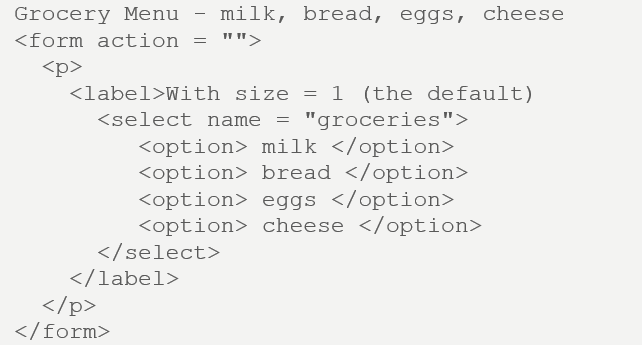 Grocery Menu - milk, bread, eggs, cheese
<form action = "">
<p>
<label>With size = 1 (the default)
<select name = "groceries">
<option> milk </option>
<option> bread </option>
<option> eggs </option>
<option> cheese </option>
</select>
</label>
</p>
</form>